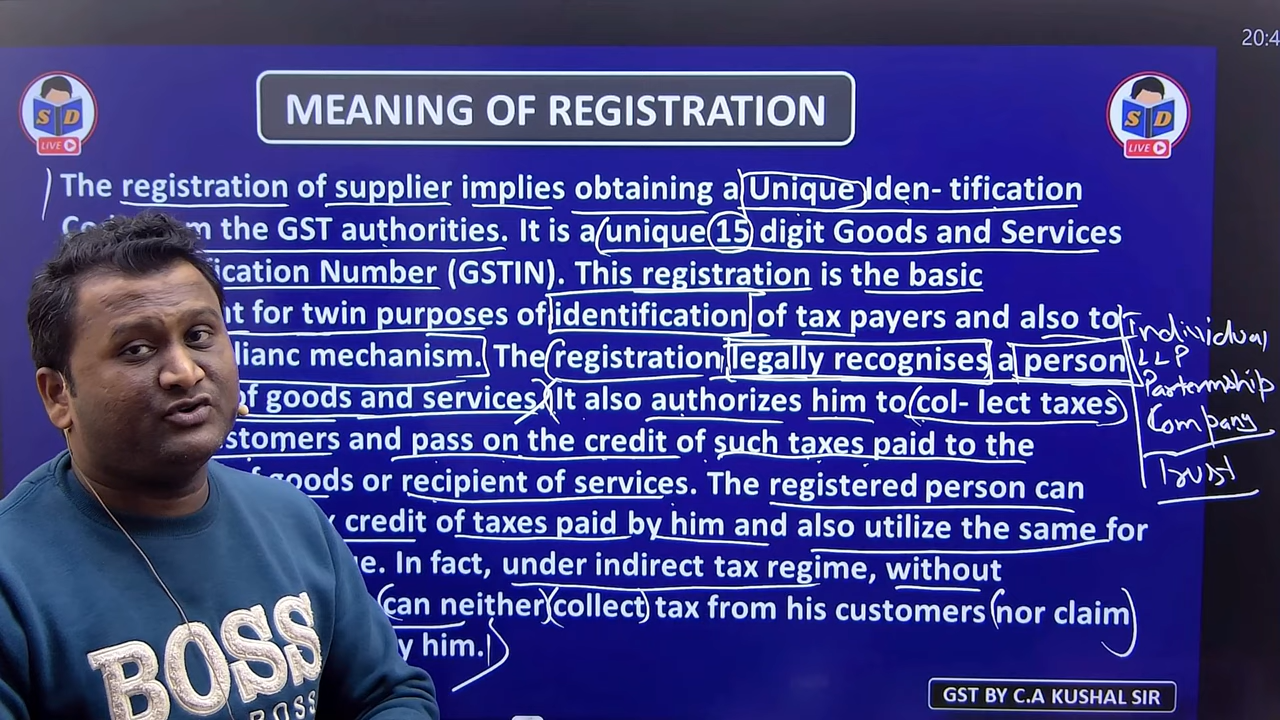 20:4
MEANING OF REGISTRATION
S D
LIVE
S D
LIVE
The registration of supplier implies obtaining a Unique Iden- tification
m the GST authorities. It is a unique 15 digit Goods and Services
ication Number (GSTIN). This registration is the basic
t for twin purposes of identification of tax payers and also to
lianc mechanism. The registration legally recognises a person
of goods and services. It also authorizes him to col- lect taxes
stomers and pass on the credit of such taxes paid to the
goods or recipient of services. The registered person can
y credit of taxes paid by him and also utilize the same for
e. In fact, under indirect tax regime, without
can neither collect tax from his customers nor claim
y him.
Individual
LLP
Partnership
Company
Trust
BOSS
BOSS
GST BY C.A KUSHAL SIR